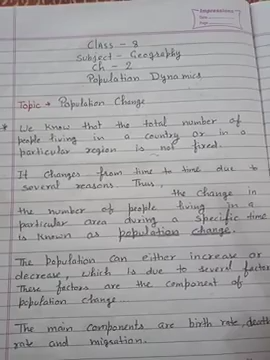 Class - 8
Subject - Geography
Ch - 2
Population Dynamics
Topic → Population Change
We know that the total number of
people living in a country or in a
particular region is not fixed.
It changes from time to time due to
several reasons. Thus,
the change in
the number of people living in a
particular area during a specific time
is known as population change.
The population can either increase or
decrease, which is due to several factors
These factors are the component of
population change.
The main components are birth rate, death
rate and migration.